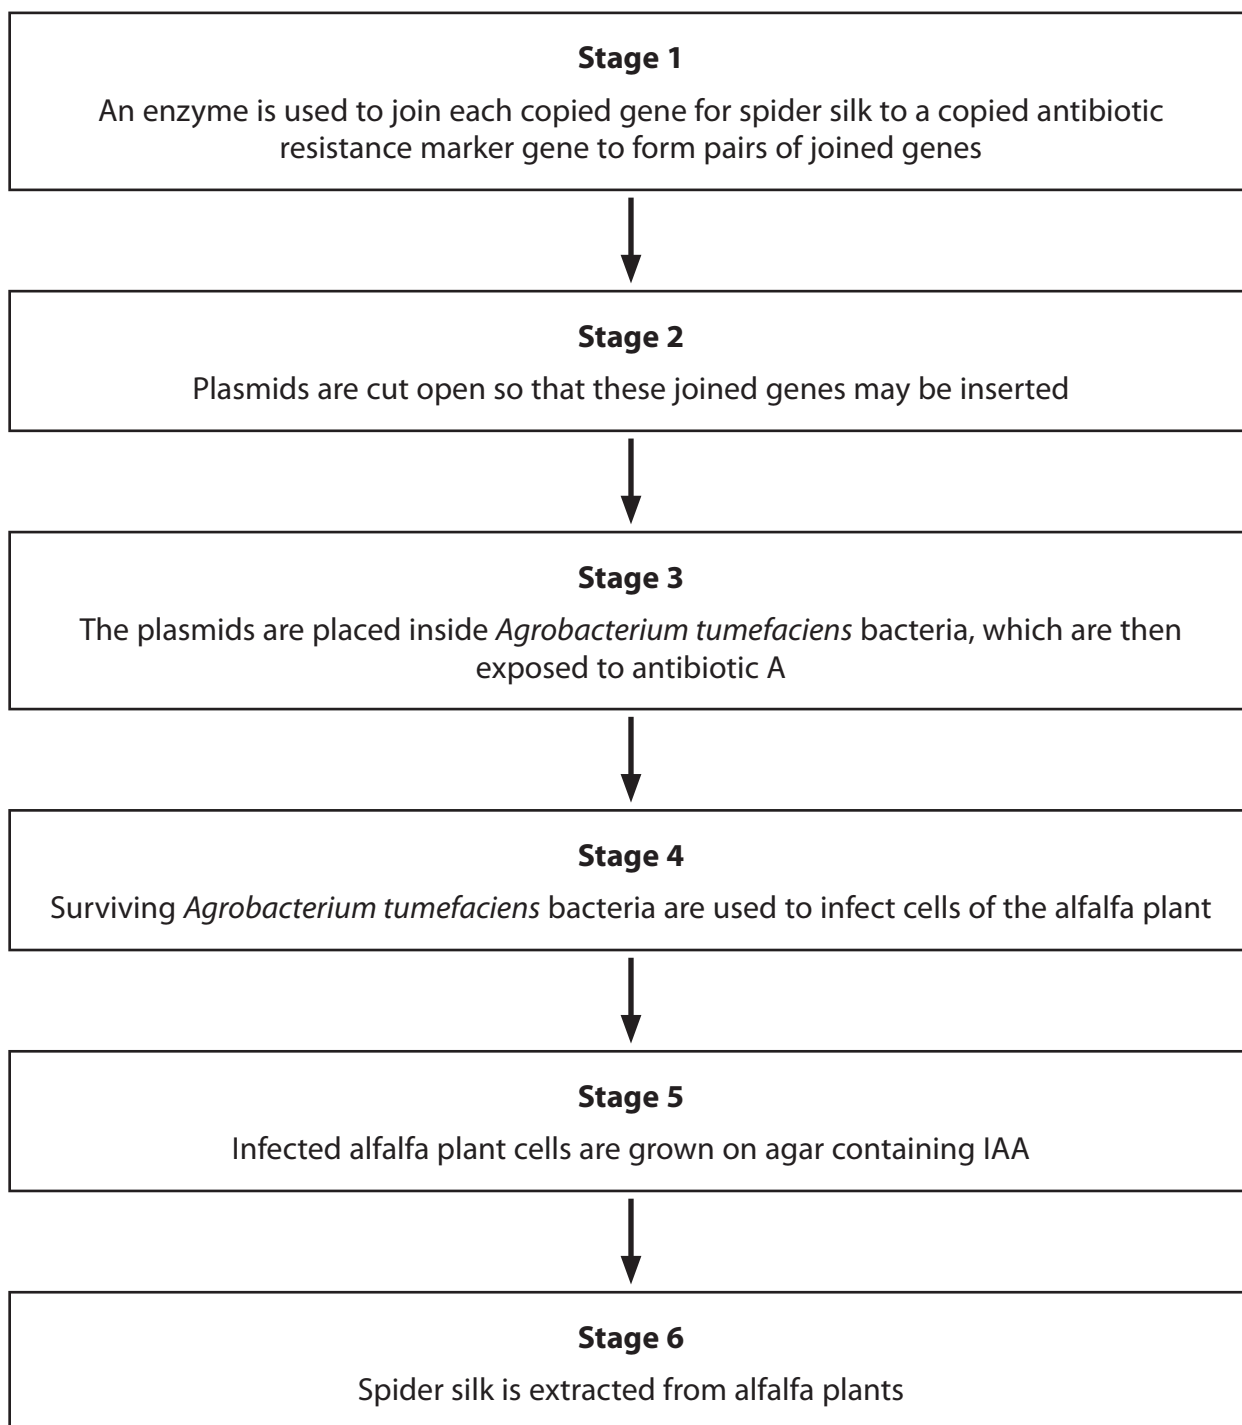 Stage 1
An enzyme is used to join each copied gene for spider silk to a copied antibiotic
resistance marker gene to form pairs of joined genes
Stage 2
Plasmids are cut open so that these joined genes may be inserted
Stage 3
The plasmids are placed inside Agrobacterium tumefaciens bacteria, which are then
exposed to antibiotic A
Stage 4
Surviving Agrobacterium tumefaciens bacteria are used to infect cells of the alfalfa plant
Stage 5
Infected alfalfa plant cells are grown on agar containing IAA
Stage 6
Spider silk is extracted from alfalfa plants